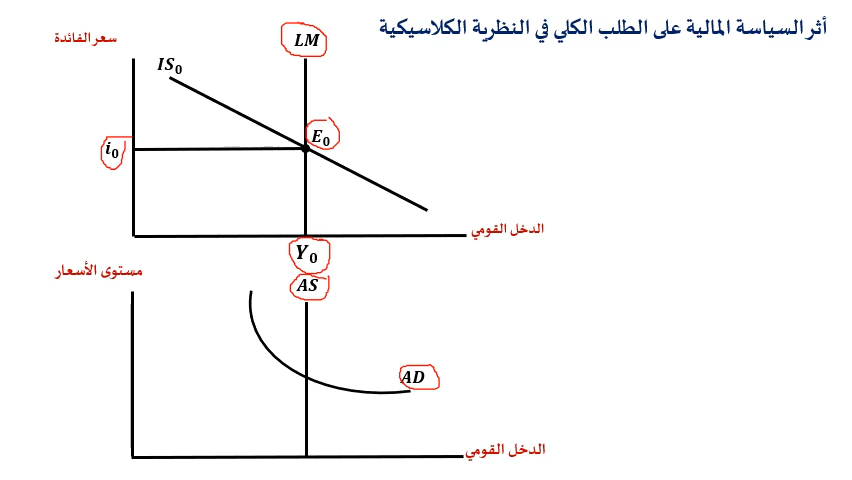 أثر السياسة المالية على الطلب الكلي في النظرية الكلاسيكية
سعر الفائدة
LM
IS₀
E₀
i₀
الدخل القومي
Y₀
مستوى الأسعار
AS
AD
الدخل القومي